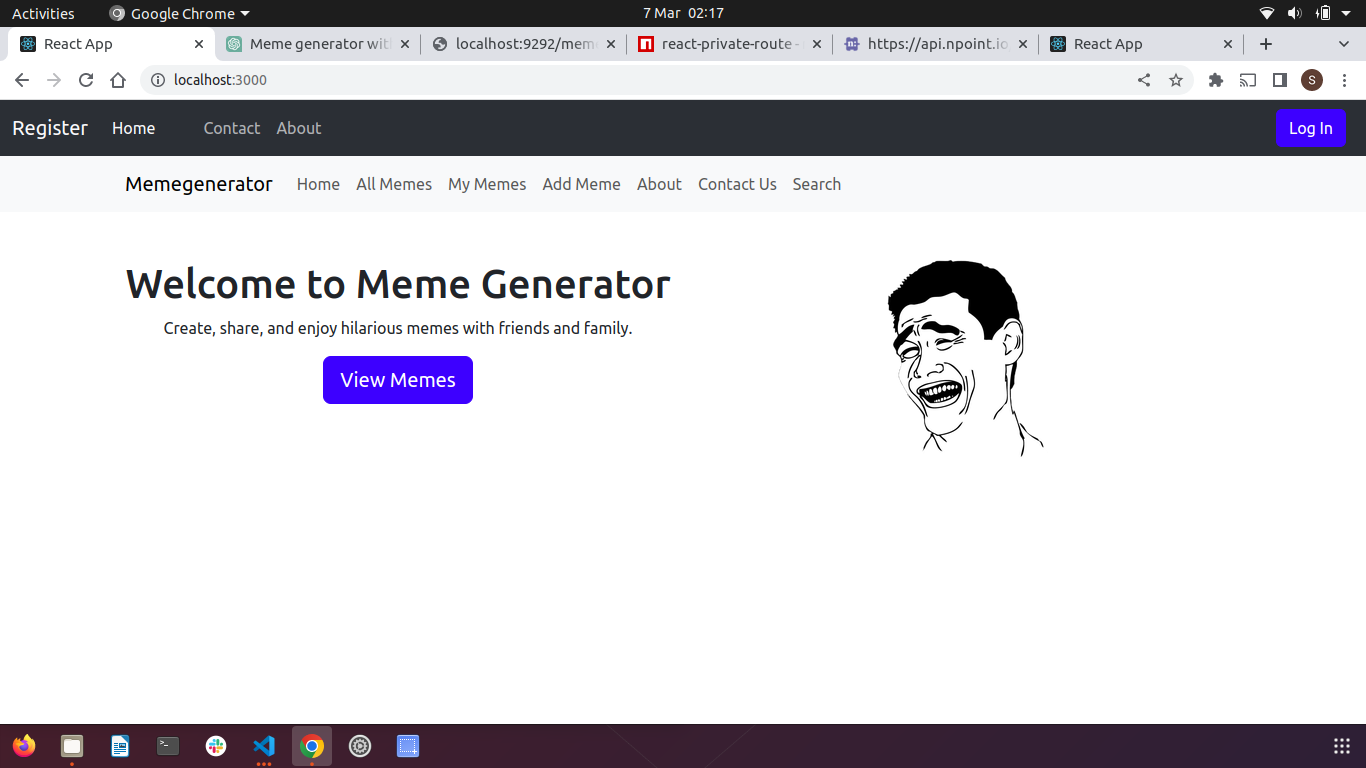 Activities Google Chrome 7 Mar 02:17
React App Meme generator wit localhost:9292/mem react-private-route - https://api.npoint.io React App
localhost:3000 S
Register Home Contact About Log In
Memegenerator Home All Memes My Memes Add Meme About Contact Us Search
Welcome to Meme Generator
Create, share, and enjoy hilarious memes with friends and family.
View Memes